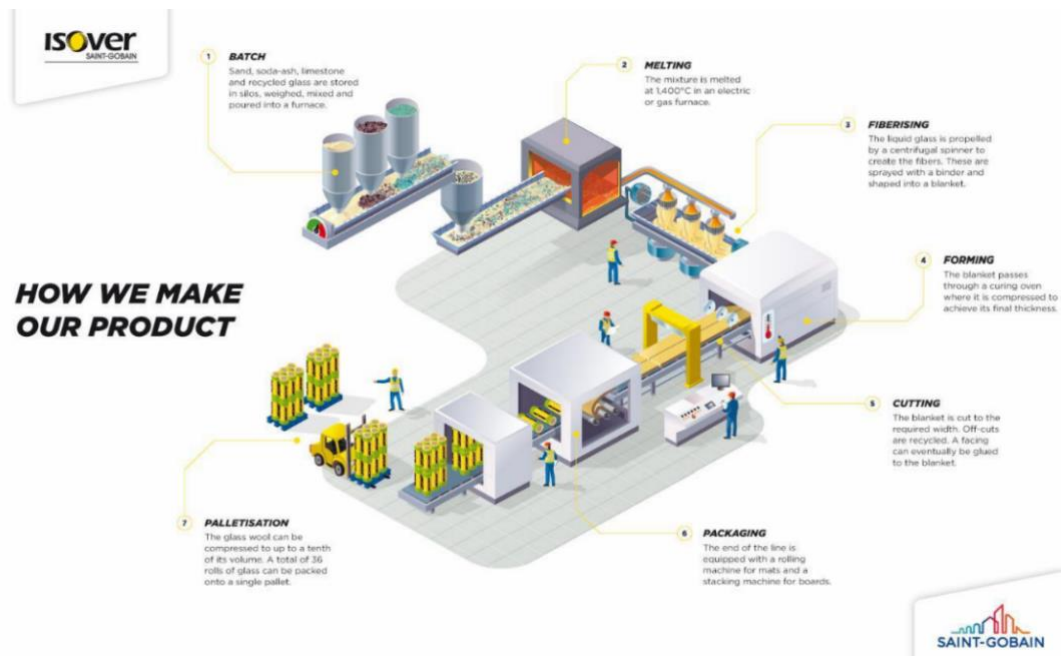 ISOVER
SAINT-GOBAIN
1
BATCH
Sand, soda-ash, limestone
and recycled glass are stored
in silos, weighed, mixed and
poured into a furnace.
2
MELTING
The mixture is melted
at 1,400°C in an electric
or gas furnace.
3
FIBERISING
The liquid glass is propelled
by a centrifugal spinner to
create the fibers. These are
sprayed with a binder and
shaped into a blanket.
4
FORMING
The blanket passes
through a curing oven
where it is compressed to
achieve its final thickness.
HOW WE MAKE
OUR PRODUCT
5
CUTTING
The blanket is cut to the
required width. Off-cuts
are recycled. A facing
can eventually be glued
to the blanket.
6
PACKAGING
The end of the line is
equipped with a rolling
machine for mats and a
stacking machine for boards.
7
PALLETISATION
The glass wool can be
compressed to up to a tenth
of its volume. A total of 36
rolls of glass can be packed
onto a single pallet.
SAINT-GOBAIN